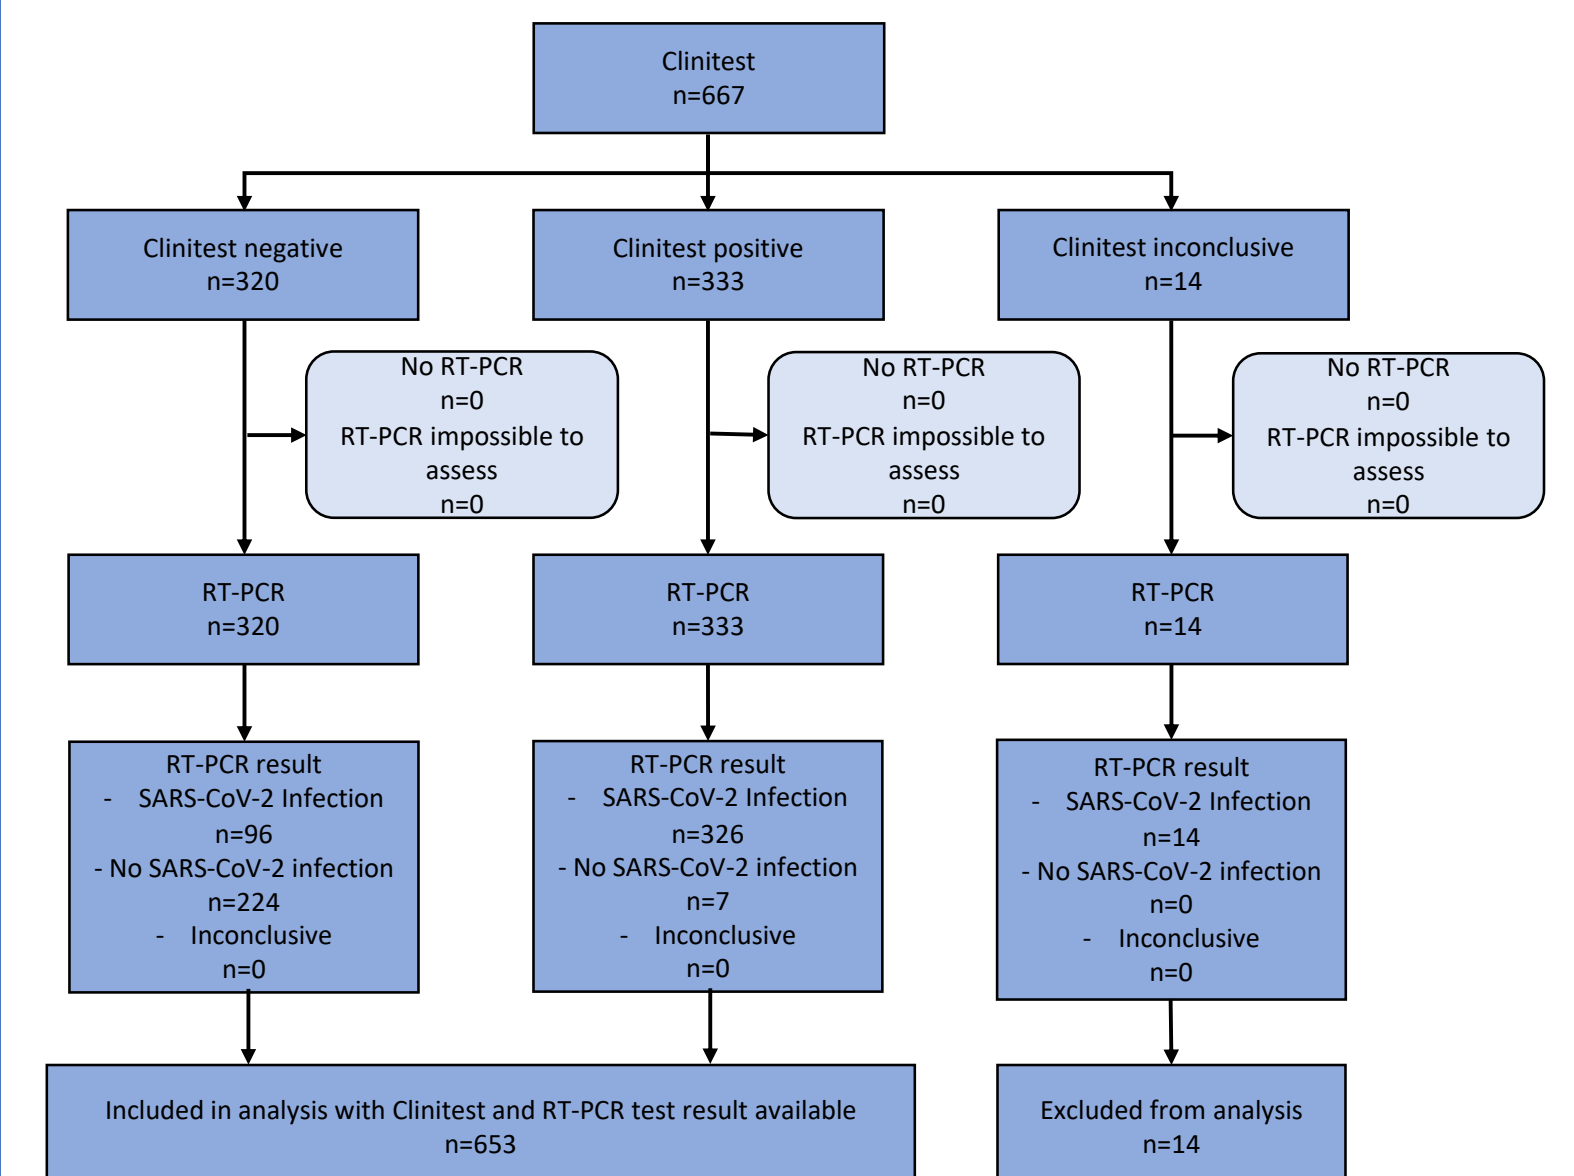 Clinitest
n=667
Clinitest negative
n=320
Clinitest positive
n=333
Clinitest inconclusive
n=14
No RT-PCR
n=0
RT-PCR impossible to
assess
n=0
No RT-PCR
n=0
RT-PCR impossible to
assess
n=0
No RT-PCR
n=0
RT-PCR impossible to
assess
n=0
RT-PCR
n=320
RT-PCR
n=333
RT-PCR
n=14
RT-PCR result
- SARS-CoV-2 Infection
n=96
- No SARS-CoV-2 infection
n=224
- Inconclusive
n=0
RT-PCR result
- SARS-CoV-2 Infection
n=326
- No SARS-CoV-2 infection
n=7
- Inconclusive
n=0
RT-PCR result
- SARS-CoV-2 Infection
n=14
- No SARS-CoV-2 infection
n=0
- Inconclusive
n=0
Included in analysis with Clinitest and RT-PCR test result available
n=653
Excluded from analysis
n=14